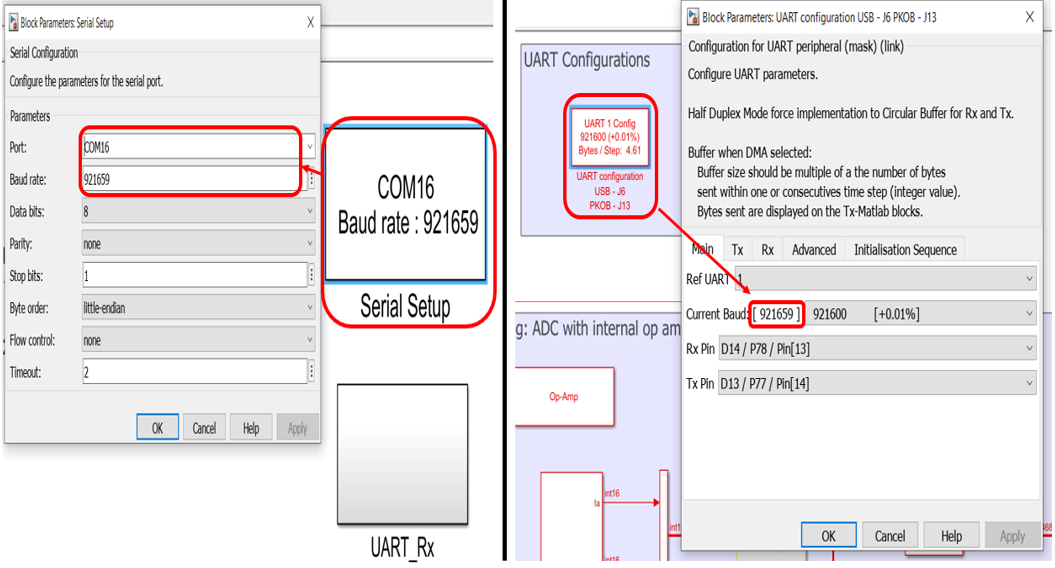 Block Parameters: Serial Setup
X
Serial Configuration
Configure the parameters for the serial port.
Parameters
Port:
COM16
Baud rate:
921659
Data bits:
8
Parity:
none
Stop bits:
1
Byte order:
little-endian
Flow control:
none
Timeout:
2
OK
Cancel
Help
Apply
COM16
Baud rate : 921659
Serial Setup
UART_Rx
UART Configurations
UART 1 Config
921600 (+0.01%)
Bytes / Step: 4.61
UART configuration
USB - J6
PKOB - J13
g: ADC with internal op am
Op-Amp
Ia
int16
int16
int1
Block Parameters: UART configuration USB - J6 PKOB - J13
X
Configuration for UART peripheral (mask) (link)
Configure UART parameters.
Half Duplex Mode force implementation to Circular Buffer for Rx and Tx.
Buffer when DMA selected:
Buffer size should be multiple of a the number of bytes
sent within one or consecutives time step (integer value).
Bytes sent are displayed on the Tx-Matlab blocks.
Main
Tx
Rx
Advanced
Initialisation Sequence
Ref UART
1
Current Baud:
[ 921659 ]
921600
[+0.01%]
Rx Pin
D14 / P78 / Pin[13]
Tx Pin
D13 / P77 / Pin[14]
OK
Cancel
Help
Apply